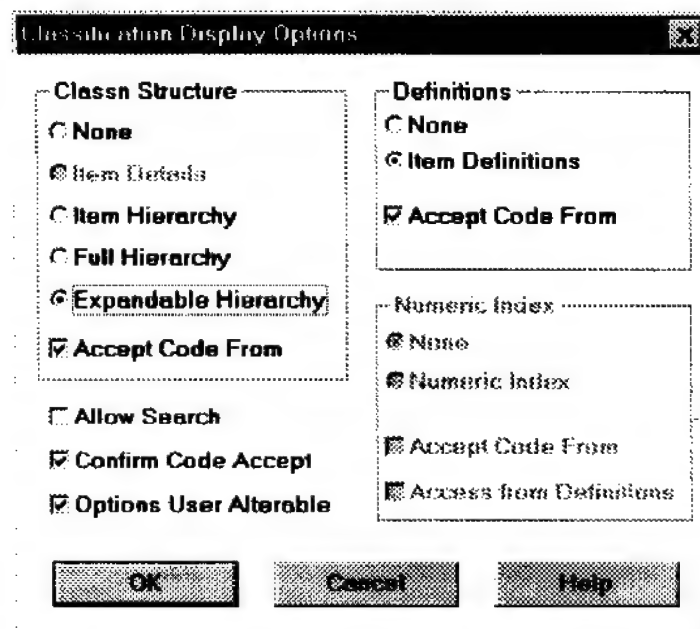 Classification Display Options
Classn Structure
None
Item Details
Item Hierarchy
Full Hierarchy
Expandable Hierarchy
Accept Code From
Allow Search
Confirm Code Accept
Options User Alterable
Definitions
None
Item Definitions
Accept Code From
Numeric Index
None
Numeric Index
Accept Code From
Access from Definitions
OK
Cancel
Help